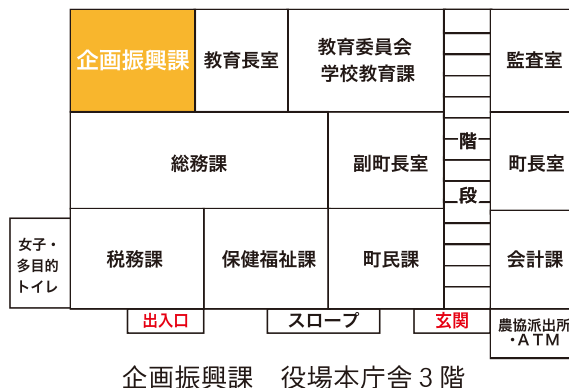 企画振興課
教育長室
教育委員会
学校教育課
監査室
総務課
副町長室
階
段
町長室
女子・
多目的
トイレ
税務課
保健福祉課
町民課
会計課
出入口
スロープ
玄関
農協派出所
・ATM
企画振興課 役場本庁舎3階